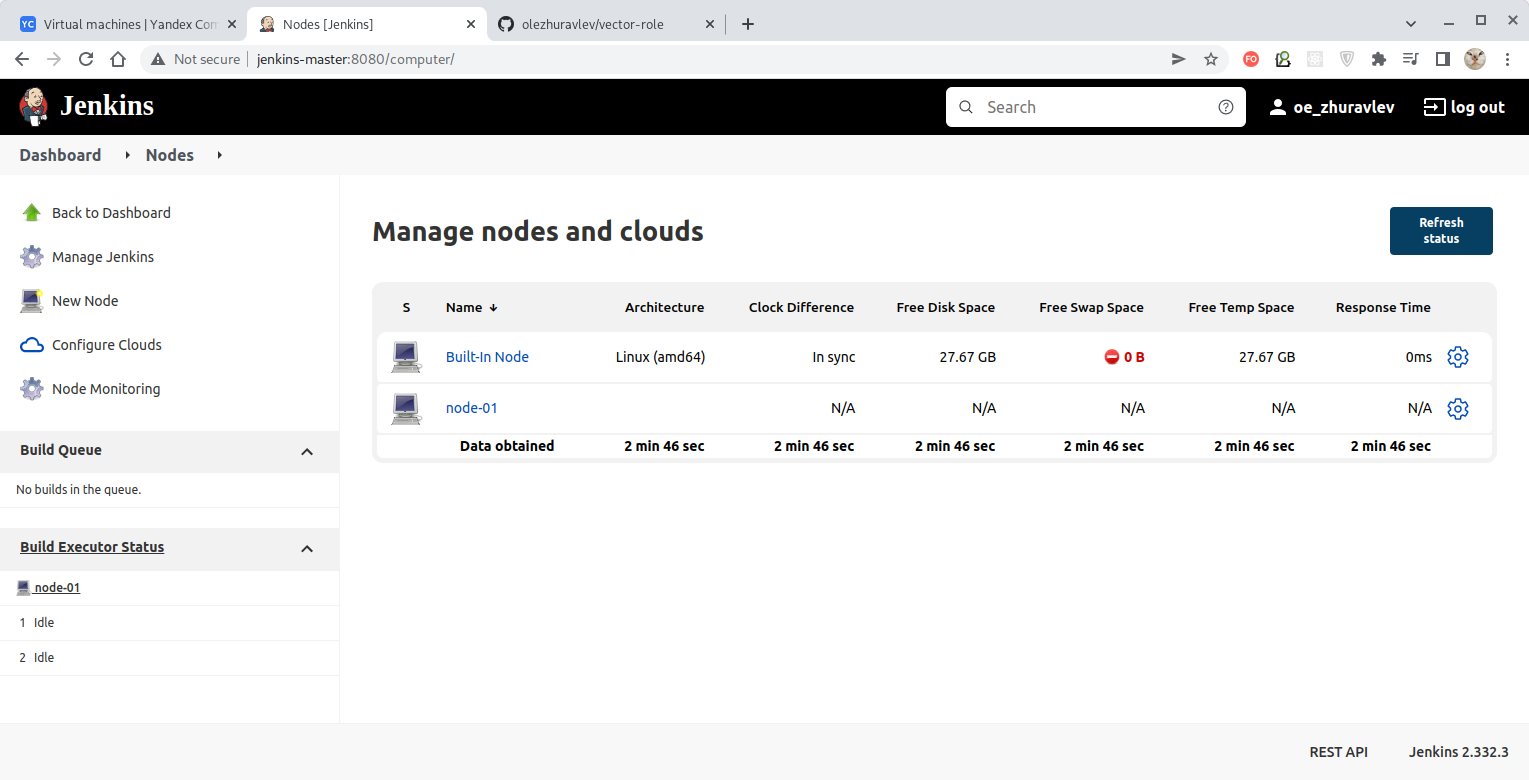 Virtual machines | Yandex Com
Nodes [Jenkins]
olezhuravlev/vector-role
Not secure
jenkins-master:8080/computer/
Jenkins
Search
oe_zhuravlev
log out
Dashboard
Nodes
Back to Dashboard
Manage Jenkins
New Node
Configure Clouds
Node Monitoring
Build Queue
No builds in the queue.
Build Executor Status
node-01
1 Idle
2 Idle
Manage nodes and clouds
Refresh
status
S Name ↓ Architecture Clock Difference Free Disk Space Free Swap Space Free Temp Space Response Time
Built-In Node Linux (amd64) In sync 27.67 GB 0 B 27.67 GB 0ms
node-01 N/A N/A N/A N/A N/A
Data obtained 2 min 46 sec 2 min 46 sec 2 min 46 sec 2 min 46 sec 2 min 46 sec 2 min 46 sec
REST API
Jenkins 2.332.3